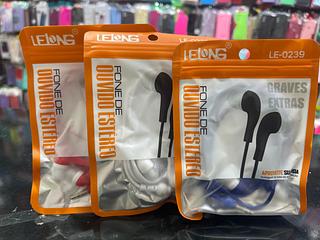 LELONG
FONE DE
OUVIDO ESTÉREO
LELONG
FONE DE
OUVIDO ESTÉREO
LELONG
LE-0239
FONE DE
OUVIDO ESTÉREO
GRAVES
EXTRAS